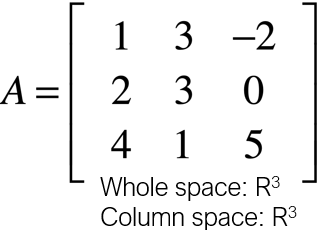 1 3 −2
A = 2 3 0
4 1 5
Whole space: R³
Column space: R³